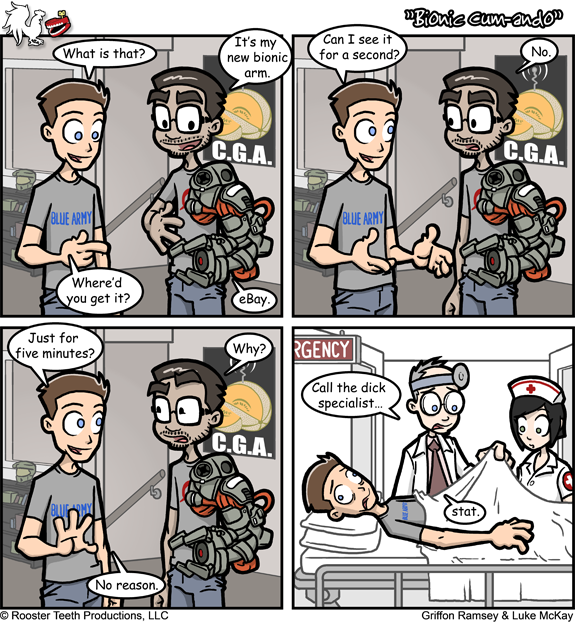 "Bionic Cum-ando"
What is that?
It's my
new bionic
arm.
C.G.A.
BLUE ARMY
Where'd
you get it?
eBay.
Can I see it
for a second?
No.
C.G.A.
BLUE ARMY
Just for
five minutes?
Why?
C.G.A.
BLUE ARMY
No reason.
RGENCY
Call the dick
specialist...
stat.
© Rooster Teeth Productions, LLC
Griffon Ramsey & Luke McKay